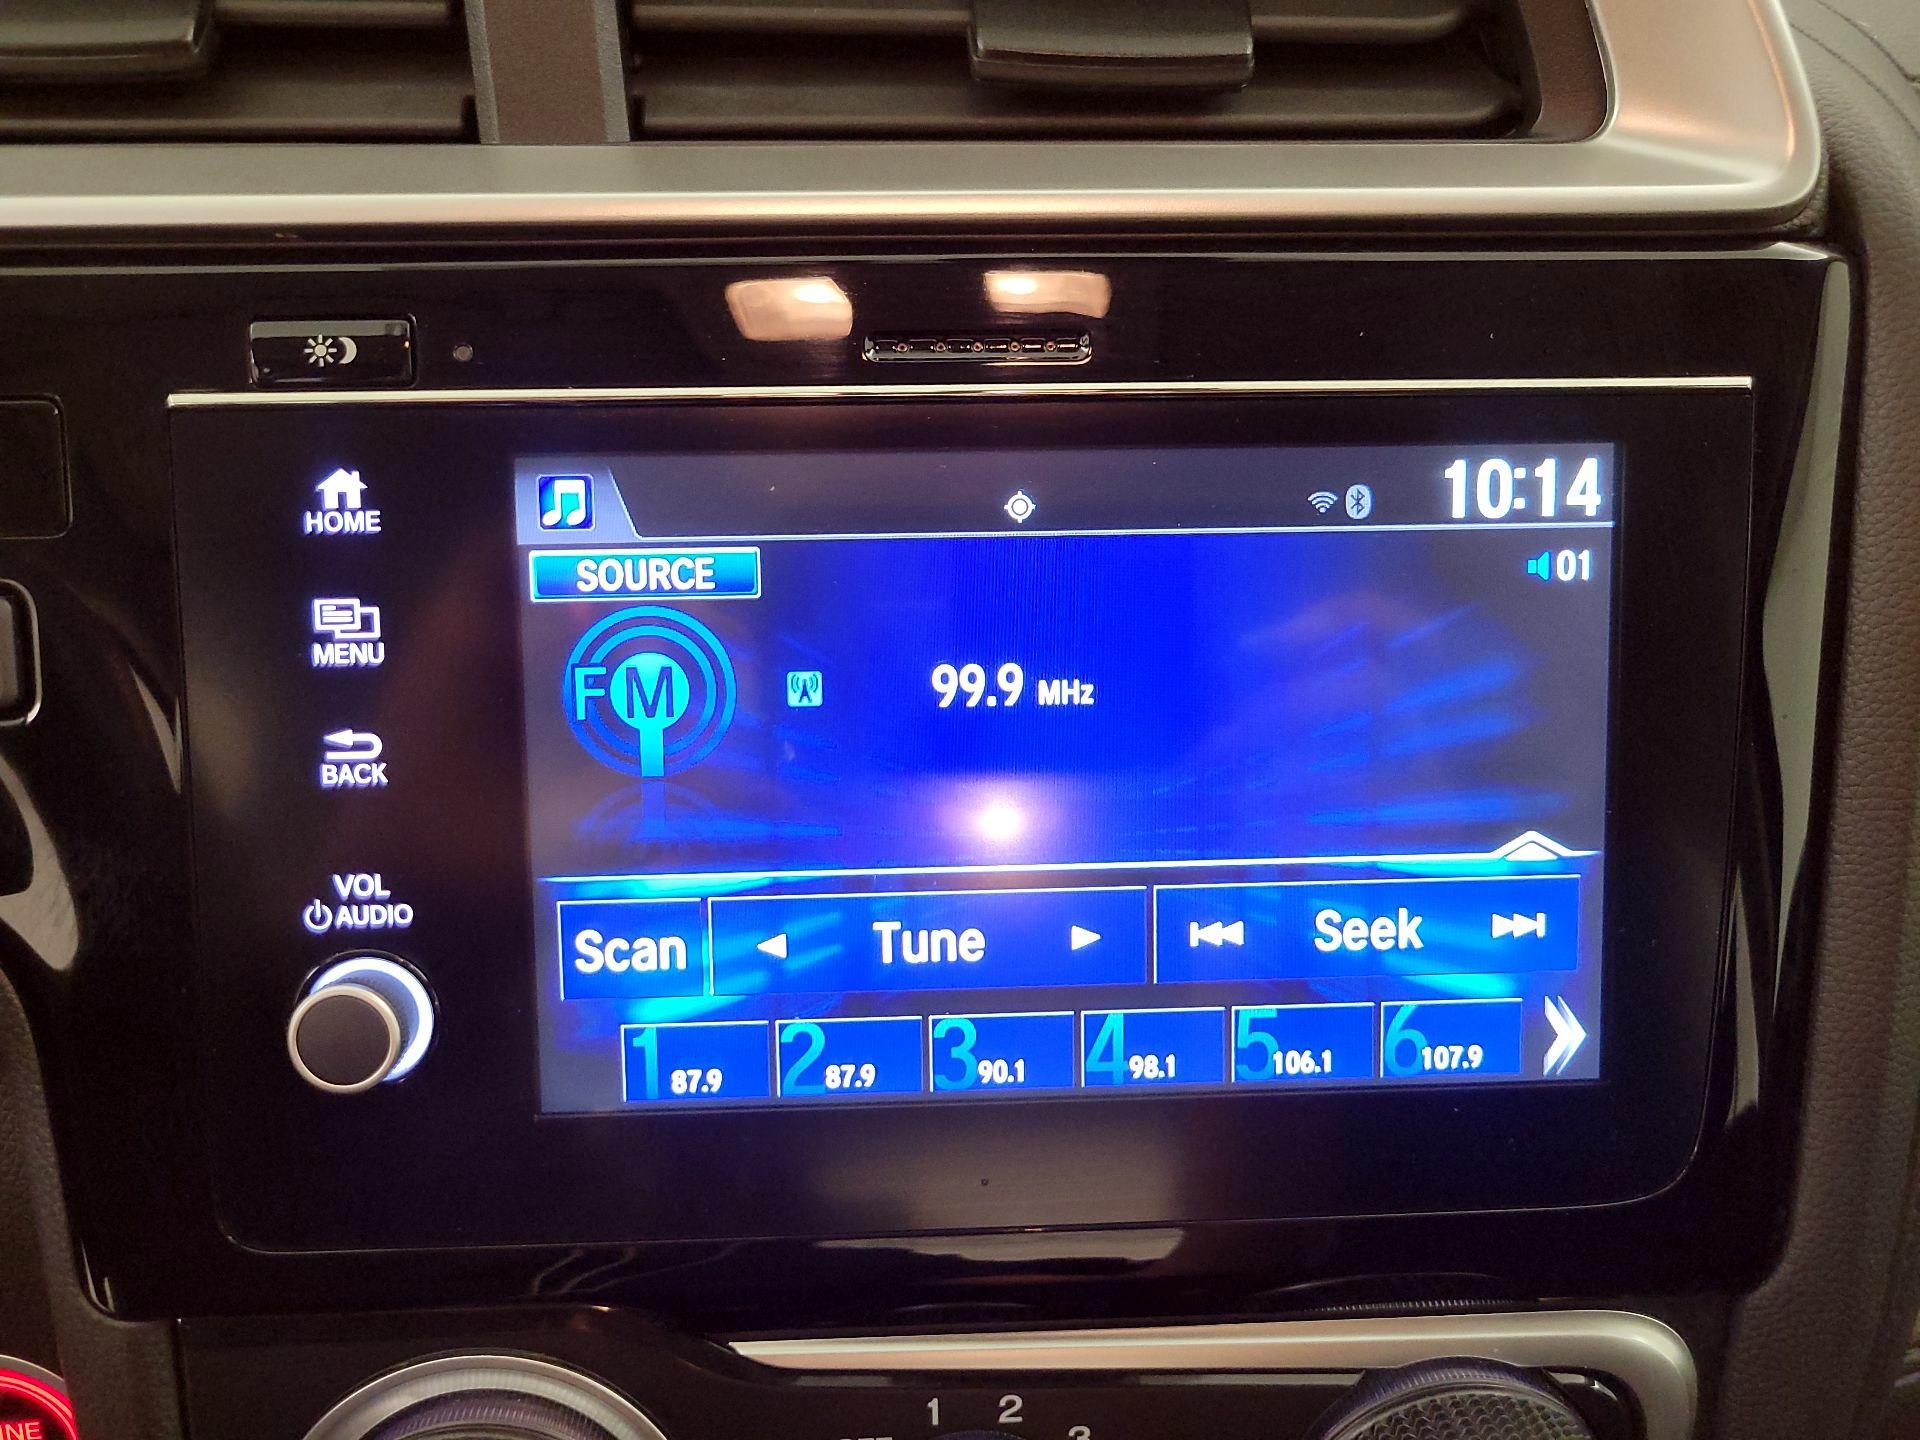 10:14
HOME
SOURCE
01
MENU
FM
99.9 MHz
BACK
VOL
AUDIO
Scan
Tune
Seek
1 87.9
2 87.9
3 90.1
4 98.1
5 106.1
6 107.9
1
2
3